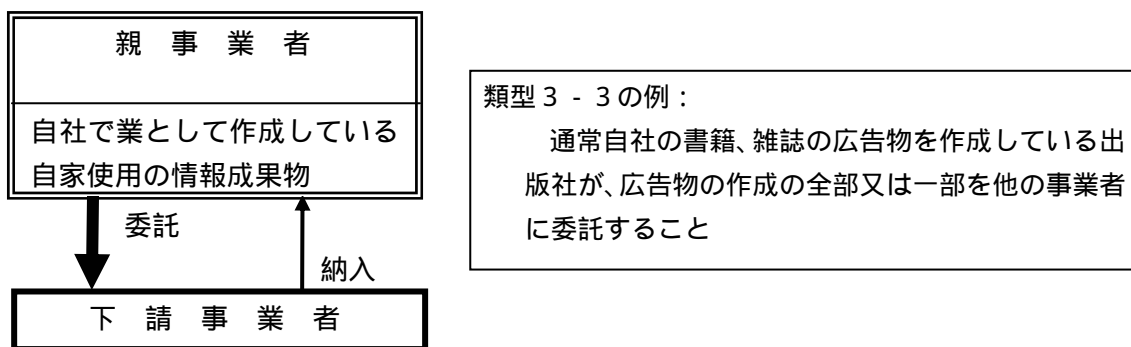 親 事 業 者
自社で業として作成している
自家使用の情報成果物
委託
納入
下 請 事 業 者
類型3-3の例:
通常自社の書籍、雑誌の広告物を作成している出
版社が、広告物の作成の全部又は一部を他の事業者
に委託すること